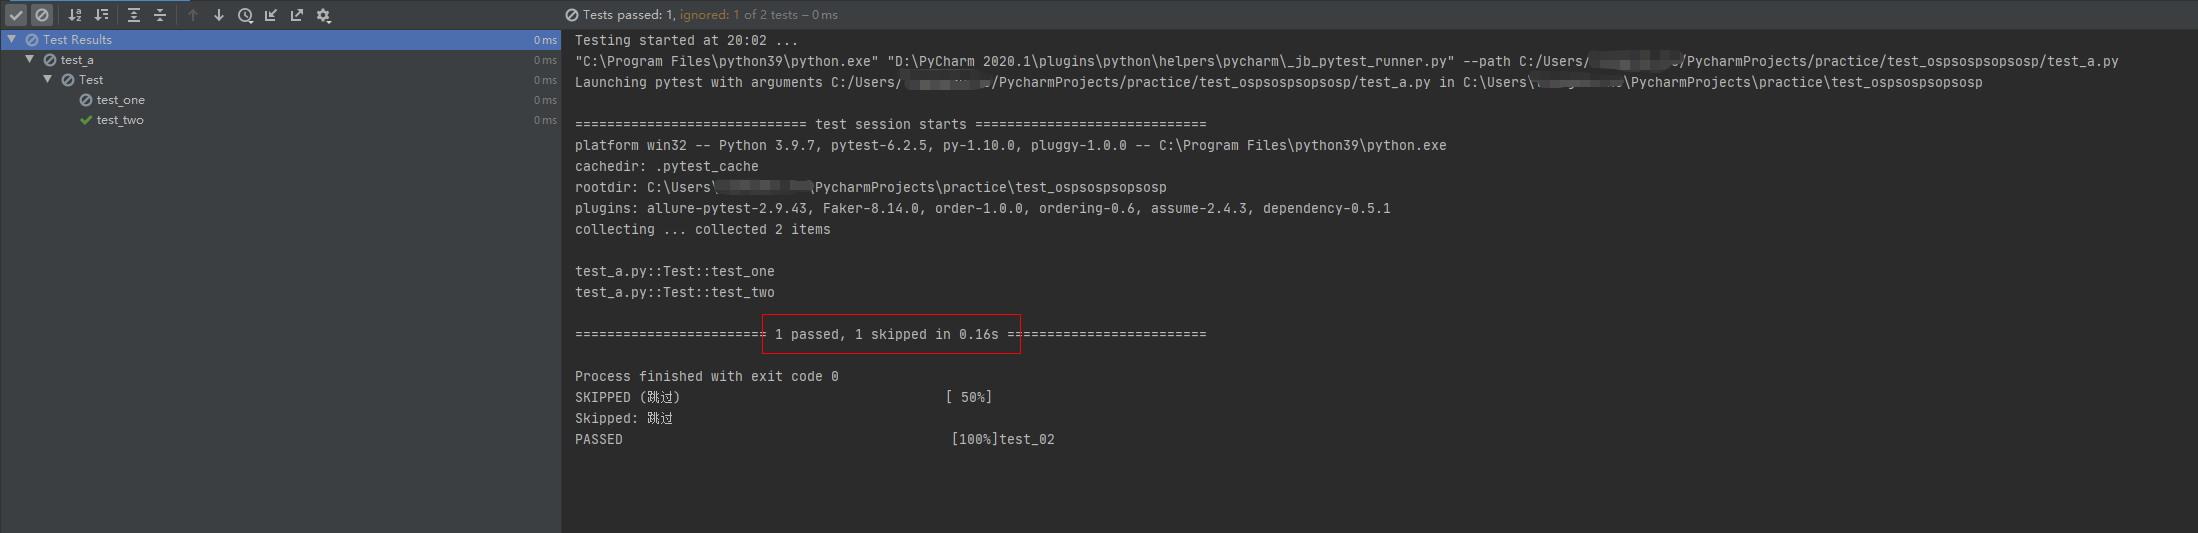 Tests passed: 1, ignored: 1 of 2 tests – 0 ms
Test Results 0 ms
test_a 0 ms
Test 0 ms
test_one 0 ms
test_two 0 ms
Testing started at 20:02 ...
"C:\Program Files\python39\python.exe" "D:\PyCharm 2020.1\plugins\python\helpers\pycharm\_jb_pytest_runner.py" --path C:/Users/ /PycharmProjects/practice/test_ospsospsopsosp/test_a.py
Launching pytest with arguments C:/Users/ /PycharmProjects/practice/test_ospsospsopsosp/test_a.py in C:\Users\ \PycharmProjects\practice\test_ospsospsopsosp
============================= test session starts =============================
platform win32 -- Python 3.9.7, pytest-6.2.5, py-1.10.0, pluggy-1.0.0 -- C:\Program Files\python39\python.exe
cachedir: .pytest_cache
rootdir: C:\Users\ \PycharmProjects\practice\test_ospsospsopsosp
plugins: allure-pytest-2.9.43, Faker-8.14.0, order-1.0.0, ordering-0.6, assume-2.4.3, dependency-0.5.1
collecting ... collected 2 items
test_a.py::Test::test_one
test_a.py::Test::test_two
======================== 1 passed, 1 skipped in 0.16s =========================
Process finished with exit code 0
SKIPPED (跳过) [ 50%]
Skipped: 跳过
PASSED [100%]test_02